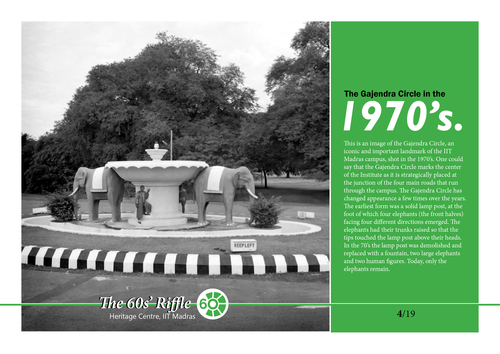 The Gajendra Circle in the
1970's.
This is an image of the Gajendra Circle, an
iconic and important landmark of the IIT
Madras campus, shot in the 1970's. One could
say that the Gajendra Circle marks the center
of the Institute as it is strategically placed at
the junction of the four main roads that run
through the campus. The Gajendra Circle has
changed appearance a few times over the years.
The earliest form was a solid lamp post, at the
foot of which four elephants (the front halves)
facing four different directions emerged. The
elephants had their trunks raised so that the
tips touched the lamp post above their heads.
In the 70's the lamp post was demolished and
replaced with a fountain, two large elephants
and two human figures. Today, only the
elephants remain.
KEEP LEFT
The 60s' Riffle
60
Heritage Centre, IIT Madras
4/19